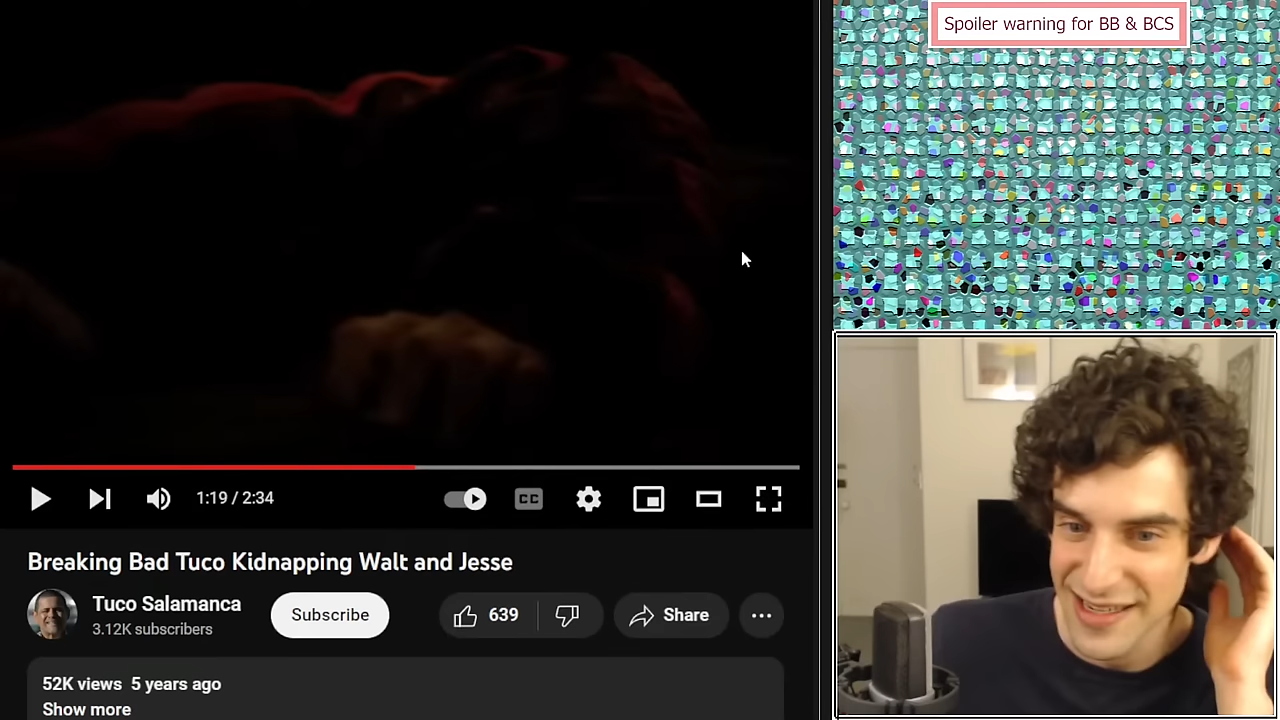 Spoiler warning for BB & BCS
1:19 / 2:34
CC
Breaking Bad Tuco Kidnapping Walt and Jesse
Tuco Salamanca
3.12K subscribers
Subscribe
639
Share
52K views 5 years ago
Show more